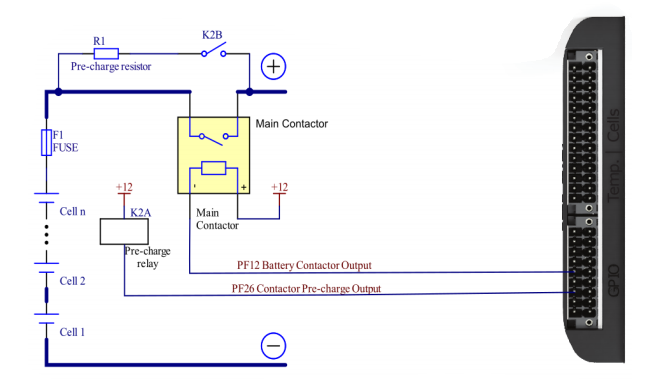 K2B
R1
Pre-charge resistor
+
Main Contactor
F1
FUSE
+12
- +
+12
Cell n
K2A
Main
Contactor
Pre-charge
relay
PF12 Battery Contactor Output
Cell 2
PF26 Contactor Pre-charge Output
Cell 1
−
Cells
Temp.
GPIO